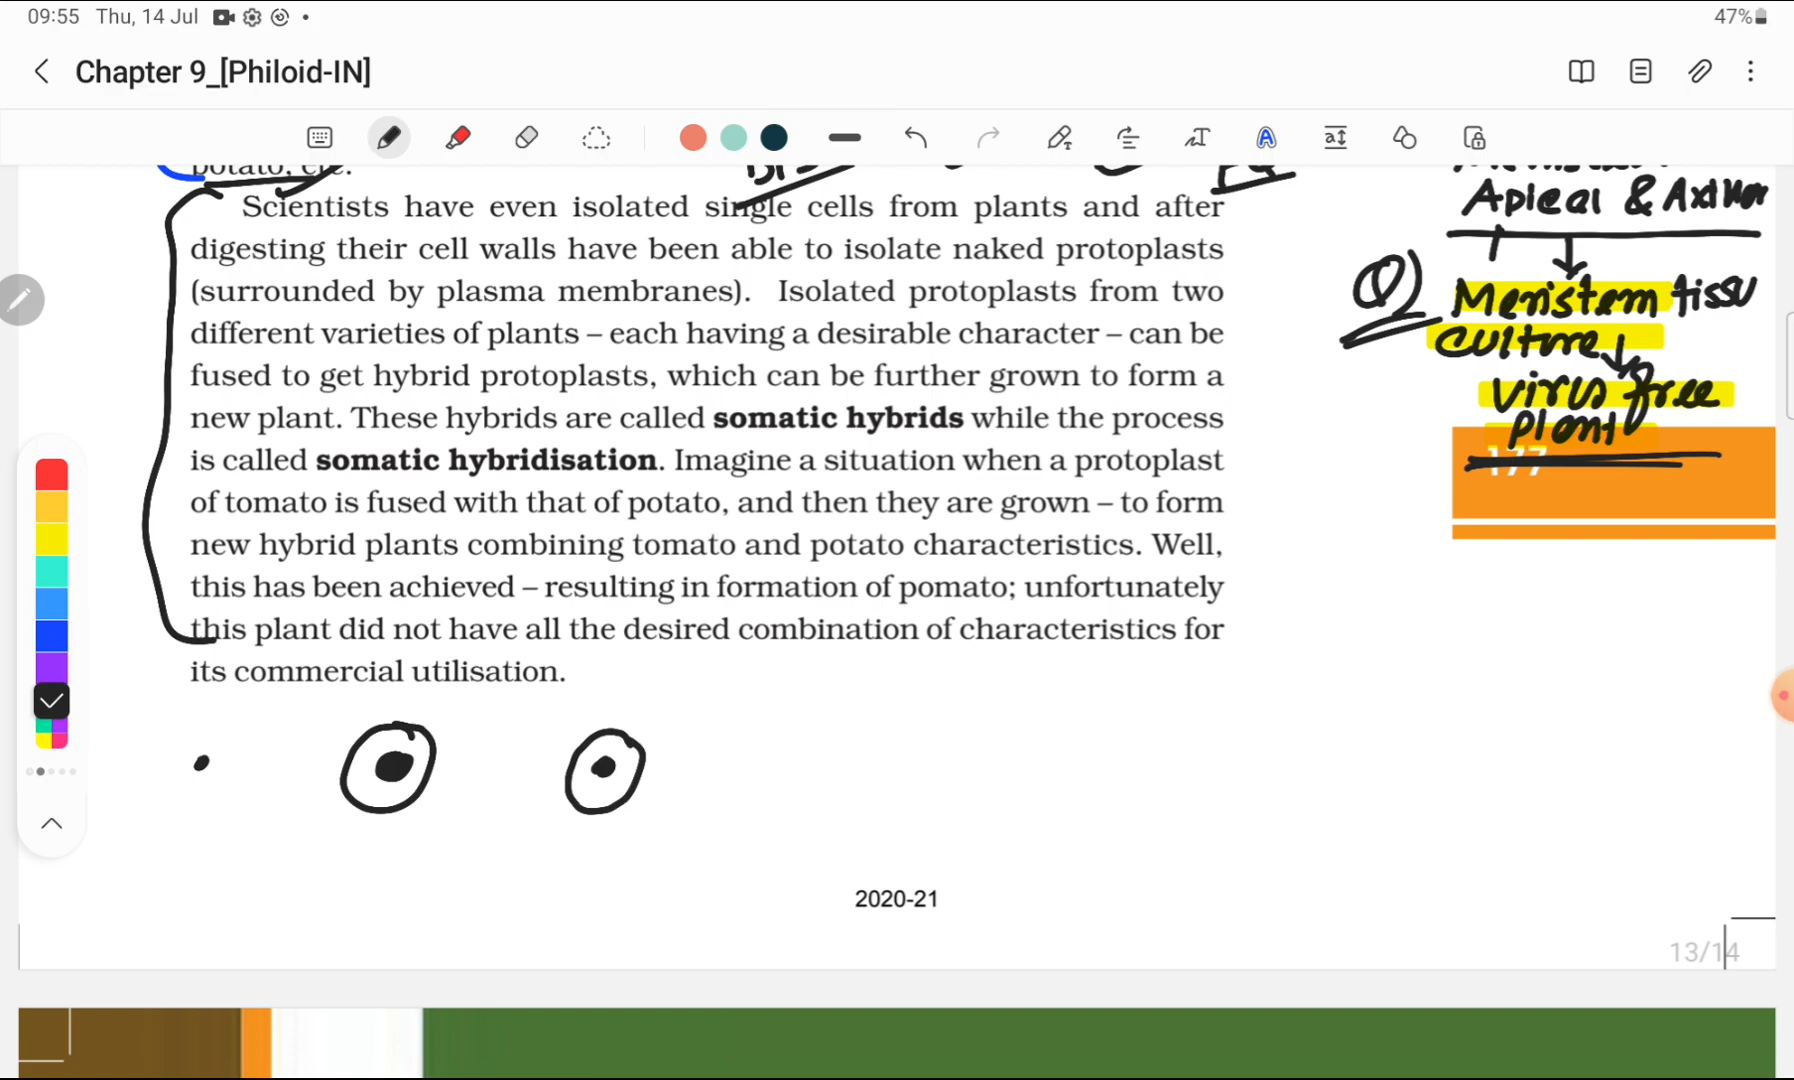 09:55 Thu, 14 Jul
47%
Chapter 9_[Philoid-IN]
potato, etc.
Scientists have even isolated single cells from plants and after
digesting their cell walls have been able to isolate naked protoplasts
(surrounded by plasma membranes). Isolated protoplasts from two
different varieties of plants – each having a desirable character – can be
fused to get hybrid protoplasts, which can be further grown to form a
new plant. These hybrids are called somatic hybrids while the process
is called somatic hybridisation. Imagine a situation when a protoplast
of tomato is fused with that of potato, and then they are grown – to form
new hybrid plants combining tomato and potato characteristics. Well,
this has been achieved – resulting in formation of pomato; unfortunately
this plant did not have all the desired combination of characteristics for
its commercial utilisation.
Apical &
Q)
Meristem tissu
culture
virus free
plant
177
2020-21
13/14